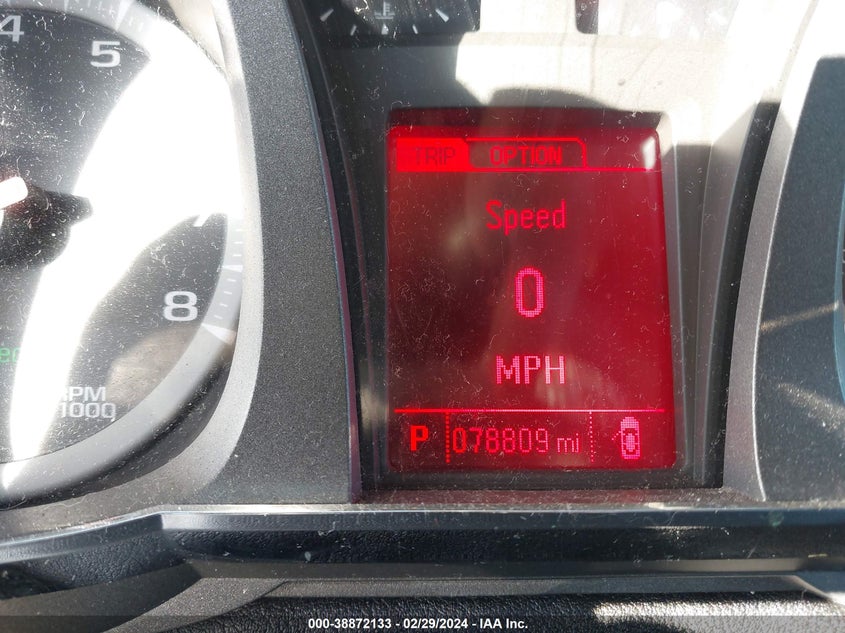 4
5
7
8
RPM
1000
TRIP OPTION
Speed
0
MPH
P 078809 mi
000-38872133 - 02/29/2024 - IAA Inc.